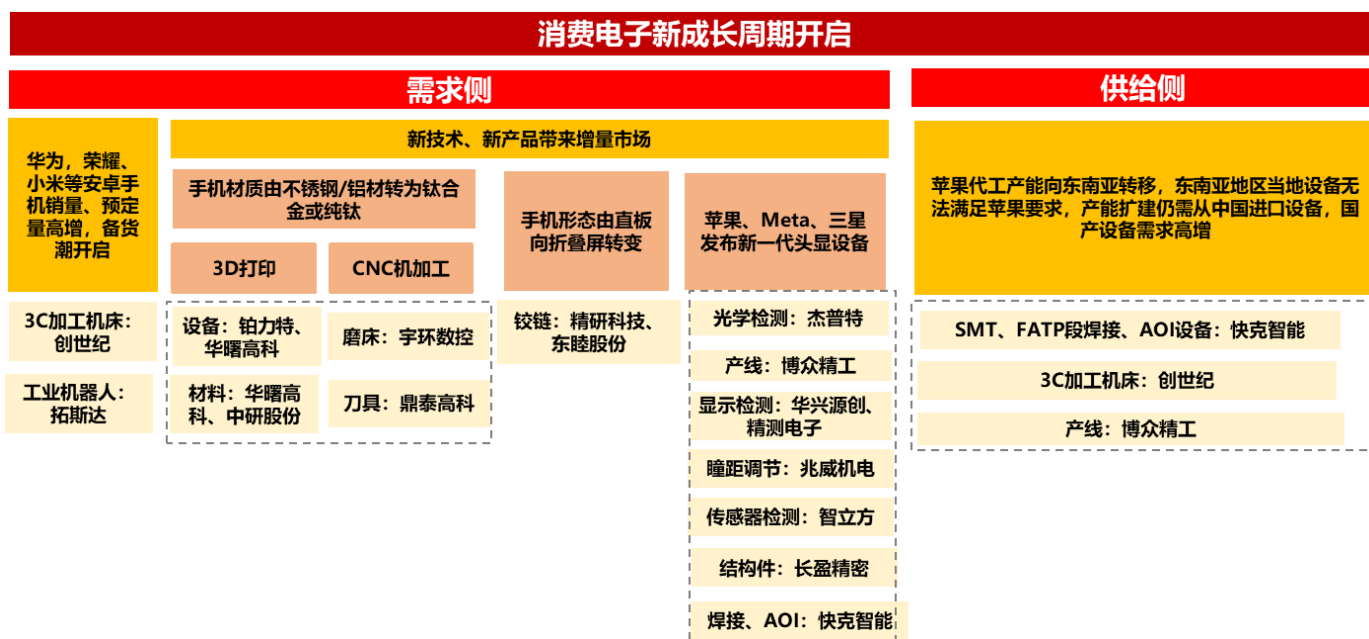 消费电子新成长周期开启
需求侧
华为，荣耀、
小米等安卓手
机销量、预定
量高增，备货
潮开启
3C加工机床：
创世纪
工业机器人：
拓斯达
新技术、新产品带来增量市场
手机材质由不锈钢/铝材转为钛合
金或纯钛
3D打印
设备：铂力特、
华曙高科
材料：华曙高
科、中研股份
CNC机加工
磨床：宇环数控
刀具：鼎泰高科
手机形态由直板
向折叠屏转变
铰链：精研科技、
东睦股份
苹果、Meta、三星
发布新一代头显设备
光学检测：杰普特
产线：博众精工
显示检测：华兴源创、
精测电子
瞳距调节：兆威机电
传感器检测：智立方
结构件：长盈精密
焊接、AOI：快克智能
供给侧
苹果代工产能向东南亚转移，东南亚地区当地设备无
法满足苹果要求，产能扩建仍需从中国进口设备，国
产设备需求高增
SMT、FATP段焊接、AOI设备：快克智能
3C加工机床：创世纪
产线：博众精工